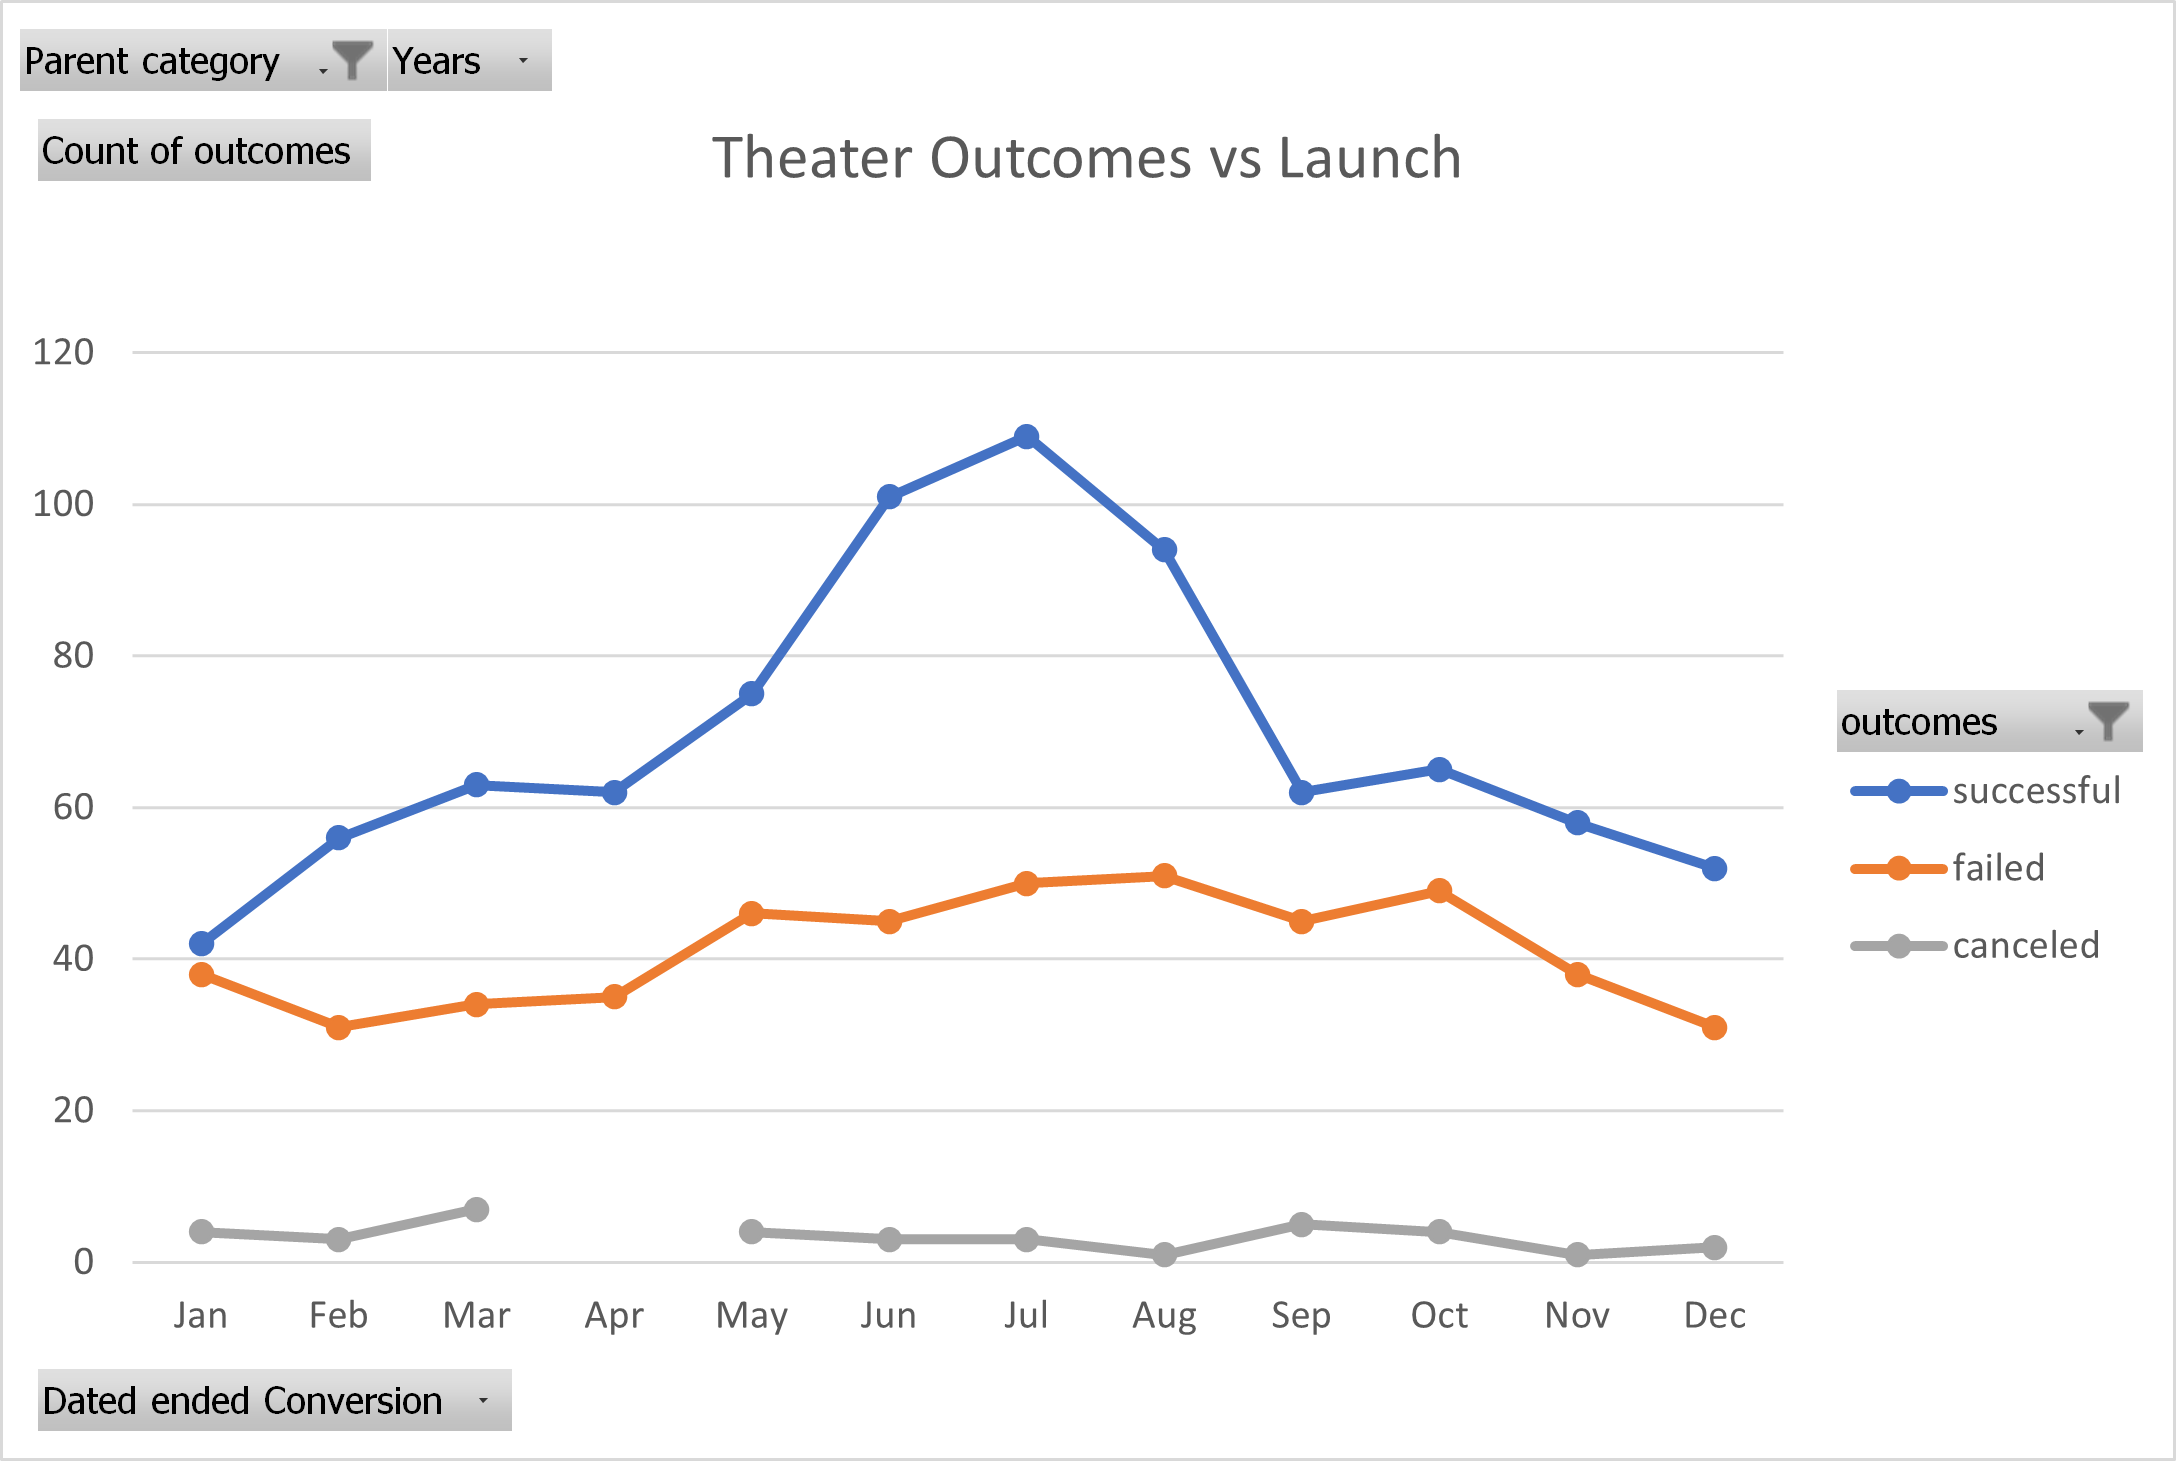 Parent category Years
Count of outcomes
Theater Outcomes vs Launch
120
100
80
60
40
20
0
Jan Feb Mar Apr May Jun Jul Aug Sep Oct Nov Dec
outcomes
successful
failed
canceled
Dated ended Conversion